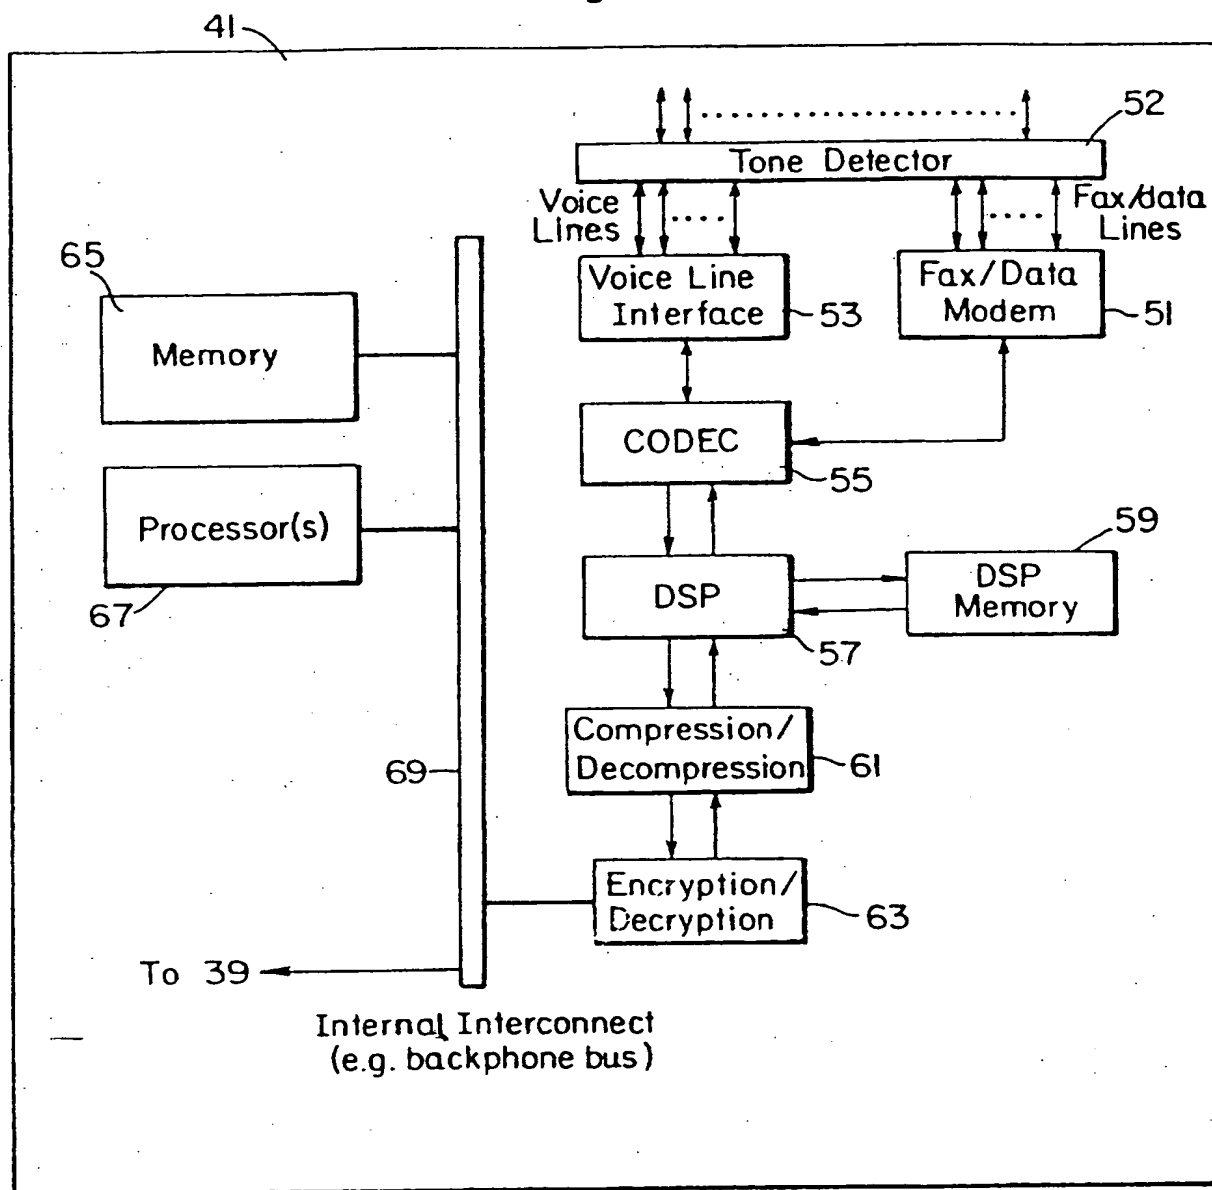 41
52
Tone Detector
Voice
Lines
Fax/data
Lines
65
Voice Line
Interface
53
Fax/Data
Modem
51
Memory
CODEC
55
Processor(s)
67
59
DSP
57
DSP
Memory
Compression/
Decompression
61
69
Encryption/
Decryption
63
To 39
Internal Interconnect
(e.g. backphone bus)